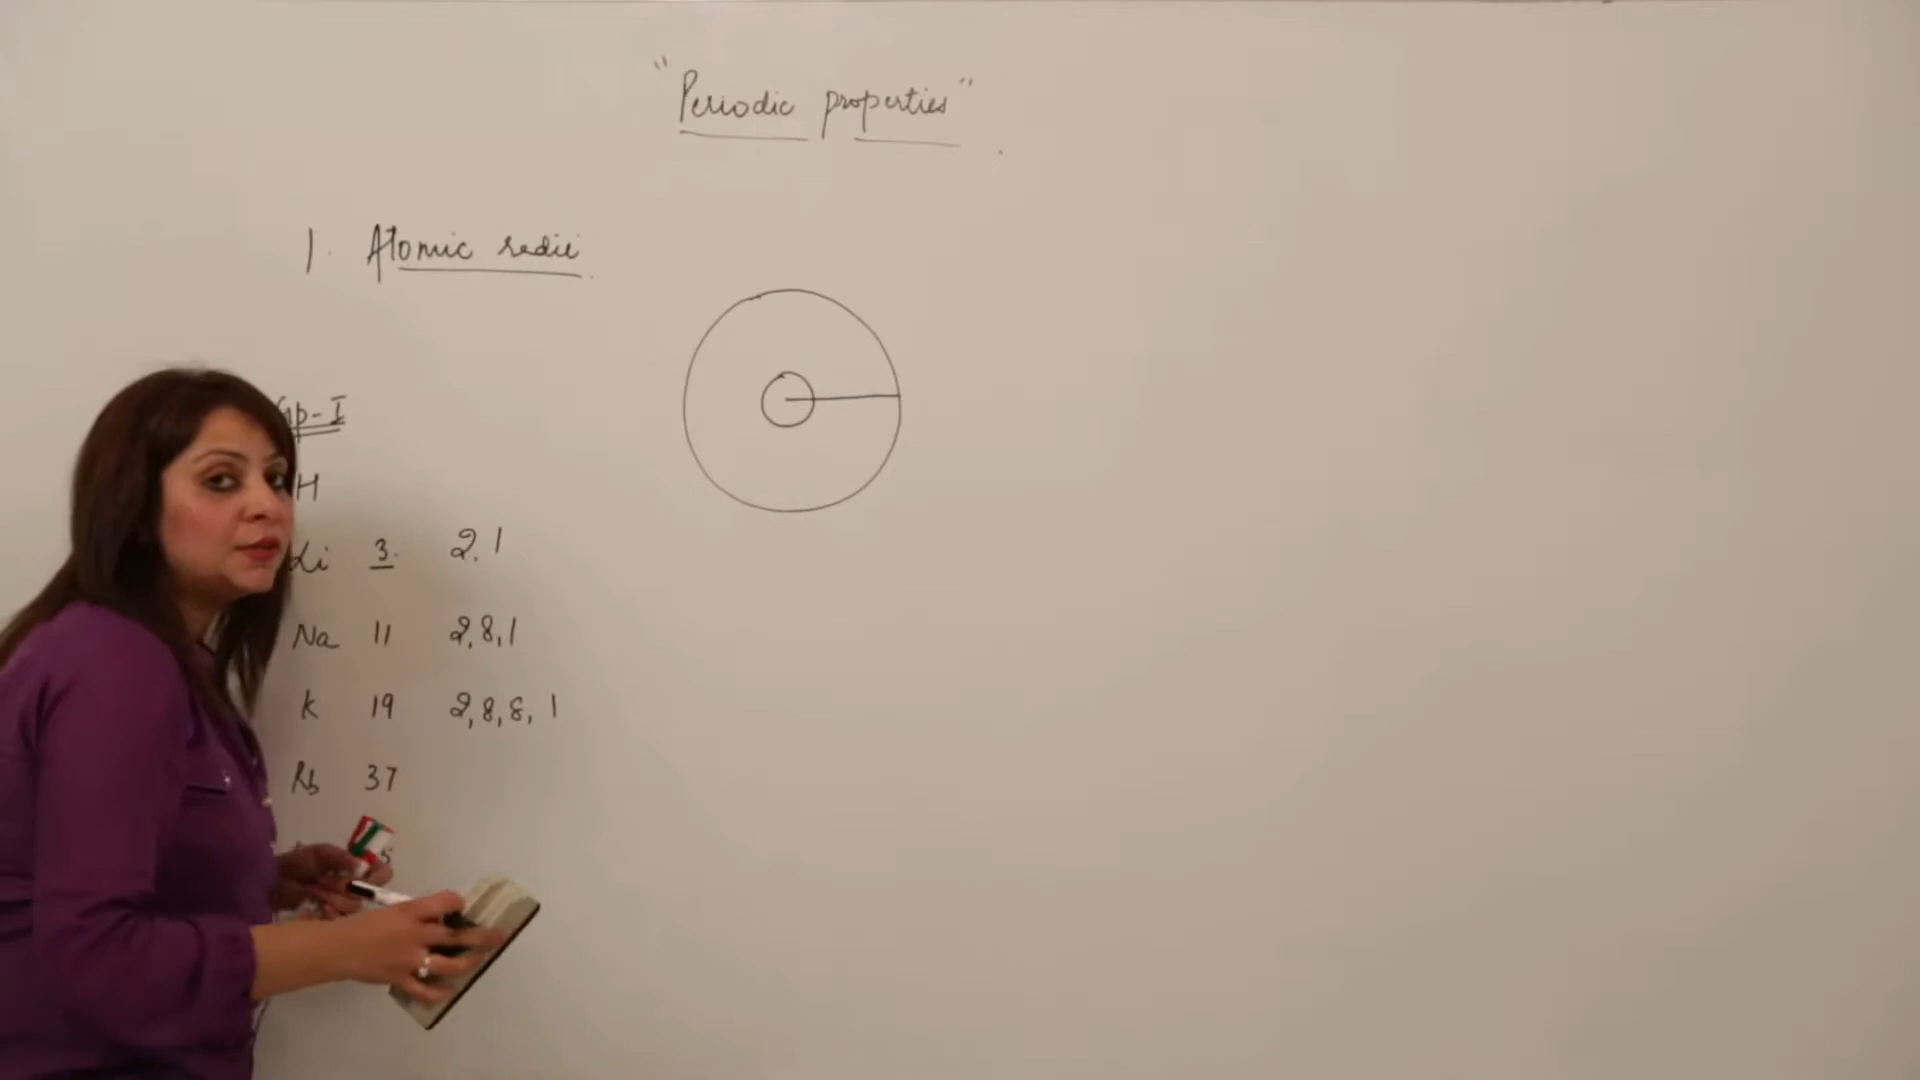 "Periodic properties"
1. Atomic radii
Gp-I
H
Li 3. 2.1
Na 11 2,8,1
K 19 2,8,8,1
Rb 37